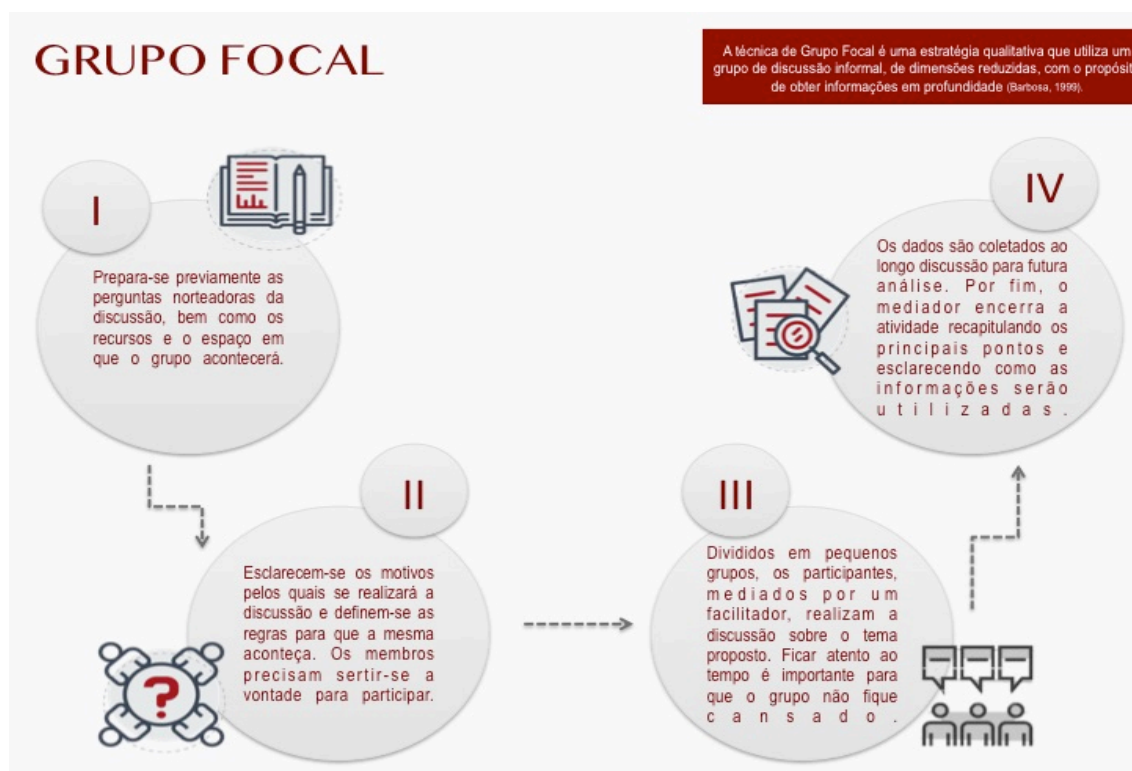 GRUPO FOCAL
A técnica de Grupo Focal é uma estratégia qualitativa que utiliza um
grupo de discussão informal, de dimensões reduzidas, com o propósit
de obter informações em profundidade (Barbosa, 1999).
I
Prepara-se previamente as
perguntas norteadoras da
discussão, bem como os
recursos e o espaço em
que o grupo acontecerá.
II
Esclarecem-se os motivos
pelos quais se realizará a
discussão e definem-se as
regras para que a mesma
aconteça. Os membros
precisam sertir-se a
vontade para participar.
III
Divididos em pequenos
grupos, os participantes,
mediados por um
facilitador, realizam a
discussão sobre o tema
proposto. Ficar atento ao
tempo é importante para
que o grupo não fique
cansado.
IV
Os dados são coletados ao
longo discussão para futura
análise. Por fim, o
mediador encerra a
atividade recapitulando os
principais pontos e
esclarecendo como as
informações serão
utilizadas.
?